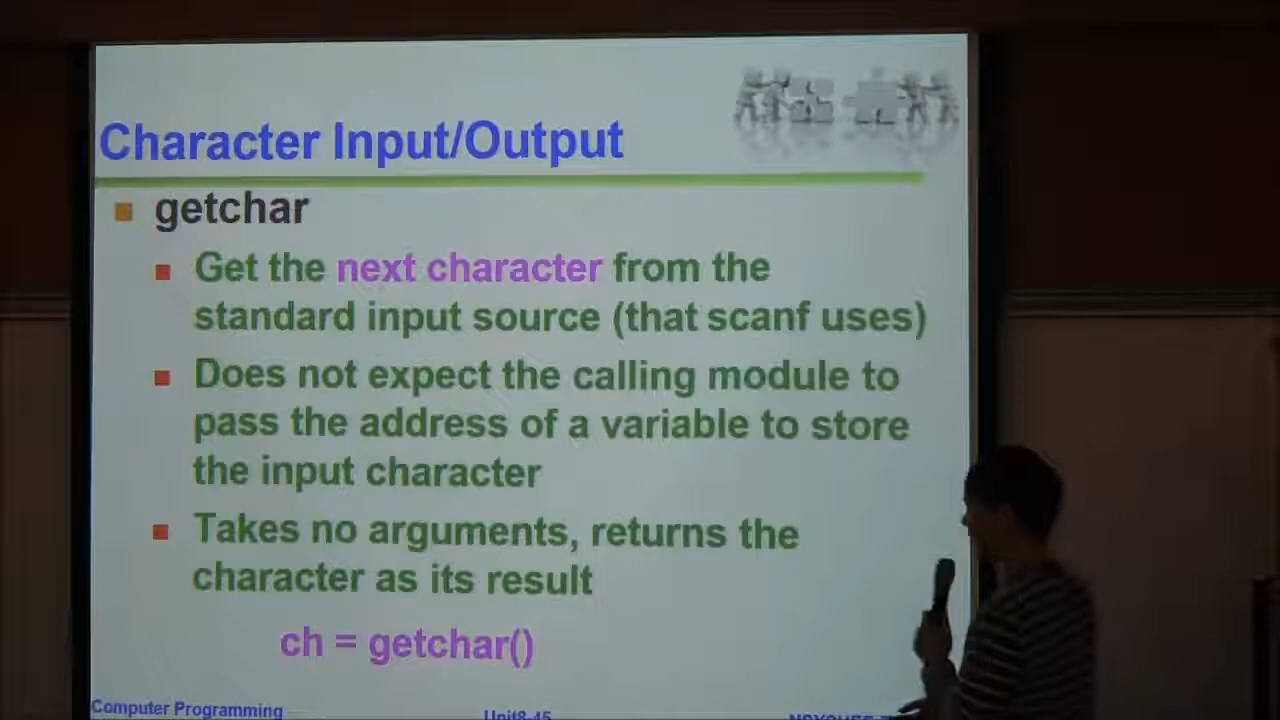 Character Input/Output
getchar
Get the next character from the
standard input source (that scanf uses)
Does not expect the calling module to
pass the address of a variable to store
the input character
Takes no arguments, returns the
character as its result
ch = getchar()
Computer Programming
Unit8-45